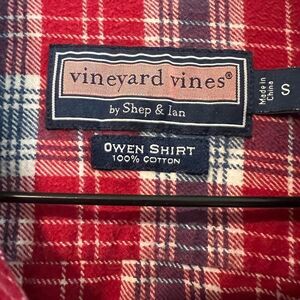 vineyard vines®
by Shep & Ian
Made in
China
S
OWEN SHIRT
100% COTTON